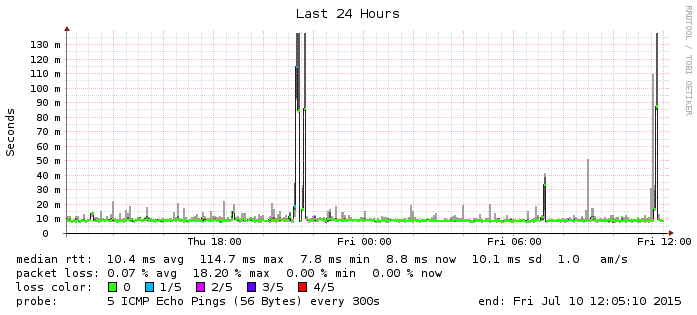 Last 24 Hours
RRDTOOL / TOBI OETIKER
Seconds
130 m
120 m
110 m
100 m
90 m
80 m
70 m
60 m
50 m
40 m
30 m
20 m
10 m
0
Thu 18:00 Fri 00:00 Fri 06:00 Fri 12:00
median rtt: 10.4 ms avg 114.7 ms max 7.8 ms min 8.8 ms now 10.1 ms sd 1.0 am/s
packet loss: 0.07 % avg 18.20 % max 0.00 % min 0.00 % now
loss color: 0 1/5 2/5 3/5 4/5
probe: 5 ICMP Echo Pings (56 Bytes) every 300s end: Fri Jul 10 12:05:10 2015